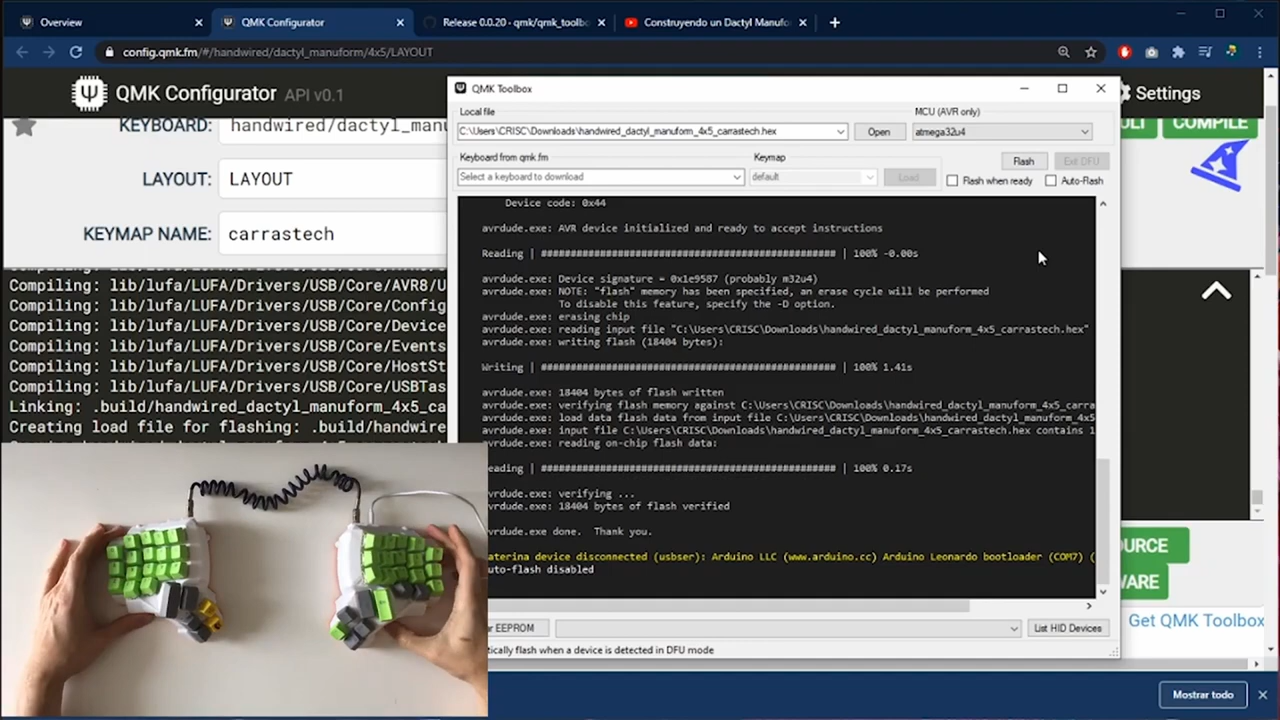 Overview
QMK Configurator
Release 0.0.20 - qmk/qmk_toolbo
Construyendo un Dactyl Manufor
config.qmk.fm/#/handwired/dactyl_manuform/4x5/LAYOUT
QMK Configurator API v0.1
Settings
KEYBOARD: handwired/dactyl_manu
COMPILE
LAYOUT: LAYOUT
KEYMAP NAME: carrastech
Compiling: lib/lufa/LUFA/Drivers/USB/Core/AVR8/U
Compiling: lib/lufa/LUFA/Drivers/USB/Core/Config
Compiling: lib/lufa/LUFA/Drivers/USB/Core/Device
Compiling: lib/lufa/LUFA/Drivers/USB/Core/Events
Compiling: lib/lufa/LUFA/Drivers/USB/Core/HostSt
Compiling: lib/lufa/LUFA/Drivers/USB/Core/USBTas
Linking: .build/handwired_dactyl_manuform_4x5_ca
Creating load file for flashing: .build/handwire
QMK Toolbox
Local file
MCU (AVR only)
C:\Users\CRISC\Downloads\handwired_dactyl_manuform_4x5_carrastech.hex
Open
atmega32u4
Keyboard from qmk.fm
Keymap
Flash
Exit DFU
Select a keyboard to download
default
Load
Flash when ready
Auto-Flash
Device code: 0x44
avrdude.exe: AVR device initialized and ready to accept instructions
Reading | ################################################## | 100% -0.00s
avrdude.exe: Device signature = 0x1e9587 (probably m32u4)
avrdude.exe: NOTE: "flash" memory has been specified, an erase cycle will be performed
To disable this feature, specify the -D option.
avrdude.exe: erasing chip
avrdude.exe: reading input file "C:\Users\CRISC\Downloads\handwired_dactyl_manuform_4x5_carrastech.hex"
avrdude.exe: writing flash (18404 bytes):
Writing | ################################################## | 100% 1.41s
avrdude.exe: 18404 bytes of flash written
avrdude.exe: verifying flash memory against C:\Users\CRISC\Downloads\handwired_dactyl_manuform_4x5_carra
avrdude.exe: load data flash data from input file C:\Users\CRISC\Downloads\handwired_dactyl_manuform_4x5
avrdude.exe: input file C:\Users\CRISC\Downloads\handwired_dactyl_manuform_4x5_carrastech.hex contains 1
avrdude.exe: reading on-chip flash data:
eading | ################################################## | 100% 0.17s
avrdude.exe: verifying ...
avrdude.exe: 18404 bytes of flash verified
avrdude.exe done. Thank you.
aterina device disconnected (usbser): Arduino LLC (www.arduino.cc) Arduino Leonardo bootloader (COM7) (
auto-flash disabled
r EEPROM
List HID Devices
tically flash when a device is detected in DFU mode
OURCE
WARE
Get QMK Toolbox
Mostrar todo